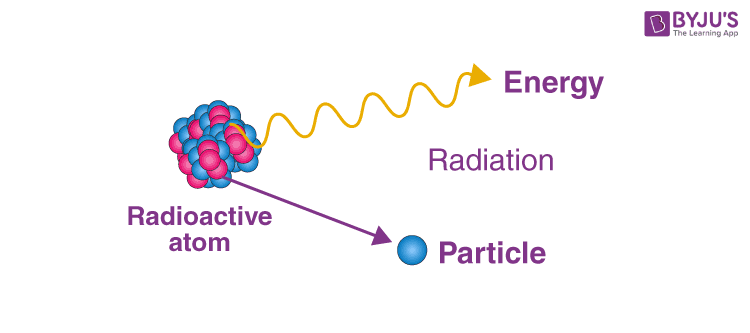 BYJU'S
The Learning App
Energy
Radiation
Radioactive
atom
Particle